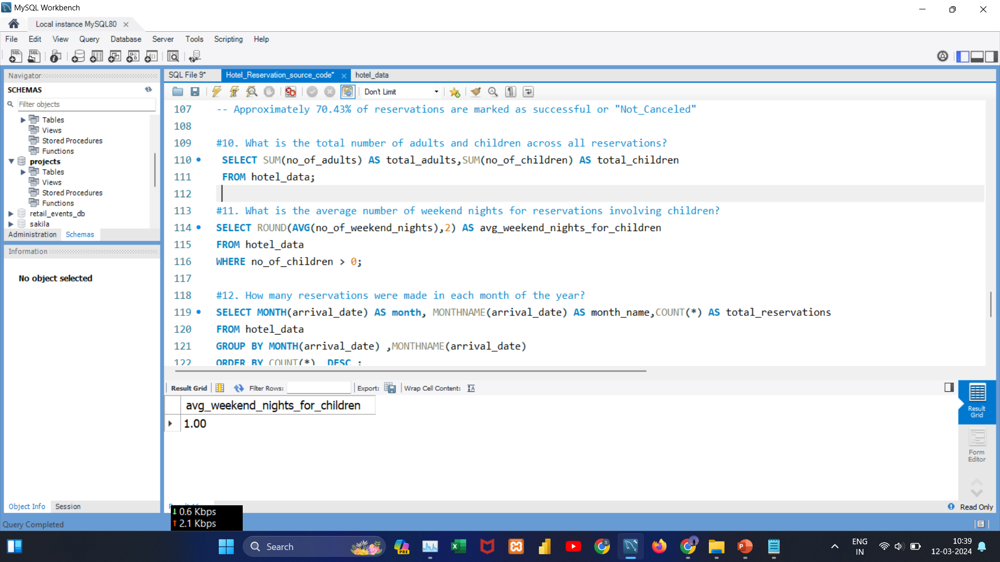 MySQL Workbench
Local instance MySQL80
File Edit View Query Database Server Tools Scripting Help
Navigator
SCHEMAS
Filter objects
Tables
Views
Stored Procedures
Functions
projects
Tables
Views
Stored Procedures
Functions
retail_events_db
sakila
Administration Schemas
Information
No object selected
Object Info Session
SQL File 9* Hotel_Reservation_source_code* hotel_data
Don't Limit
107 -- Approximately 70.43% of reservations are marked as successful or "Not_Canceled"
108
109 #10. What is the total number of adults and children across all reservations?
110 SELECT SUM(no_of_adults) AS total_adults,SUM(no_of_children) AS total_children
111 FROM hotel_data;
112
113 #11. What is the average number of weekend nights for reservations involving children?
114 SELECT ROUND(AVG(no_of_weekend_nights),2) AS avg_weekend_nights_for_children
115 FROM hotel_data
116 WHERE no_of_children > 0;
117
118 #12. How many reservations were made in each month of the year?
119 SELECT MONTH(arrival_date) AS month, MONTHNAME(arrival_date) AS month_name,COUNT(*) AS total_reservations
120 FROM hotel_data
121 GROUP BY MONTH(arrival_date) ,MONTHNAME(arrival_date)
122 ORDER BY COUNT(*) DESC ;
Result Grid Filter Rows: Export: Wrap Cell Content:
avg_weekend_nights_for_children
1.00
Result
Grid
Form
Editor
Read Only
0.6 Kbps
2.1 Kbps
Query Completed
Search
PRE
ENG
IN
10:39
12-03-2024